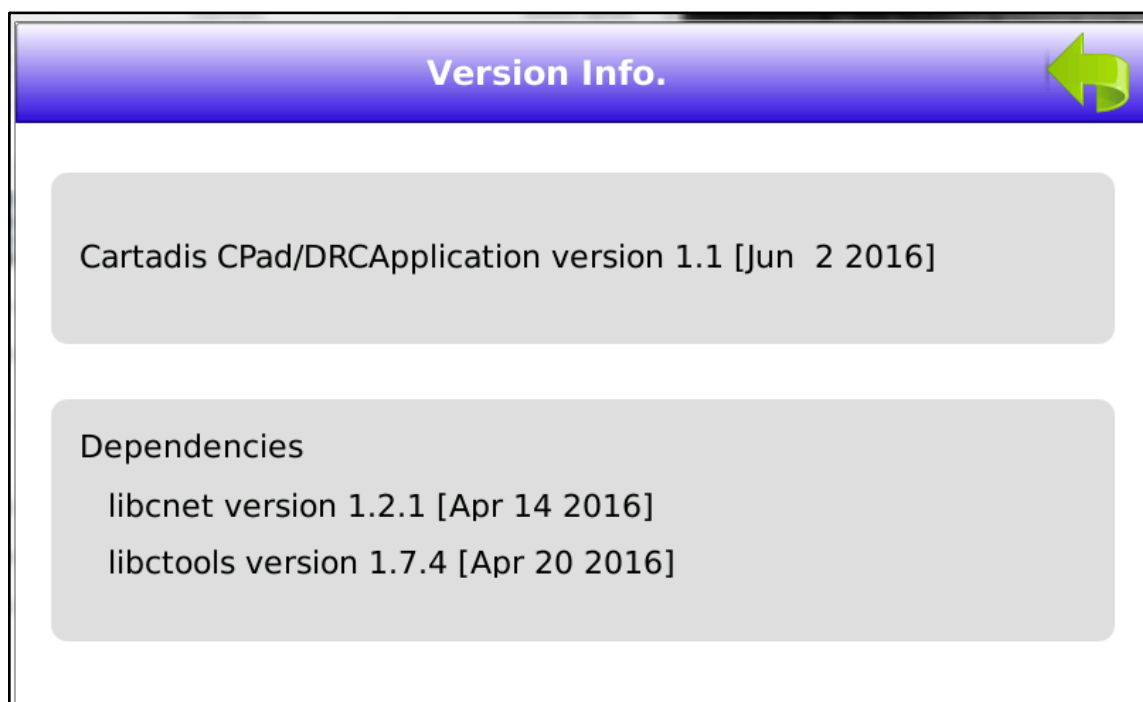 Version Info.
Cartadis CPad/DRCApplication version 1.1 [Jun  2 2016]
Dependencies
libcnet version 1.2.1 [Apr 14 2016]
libctools version 1.7.4 [Apr 20 2016]